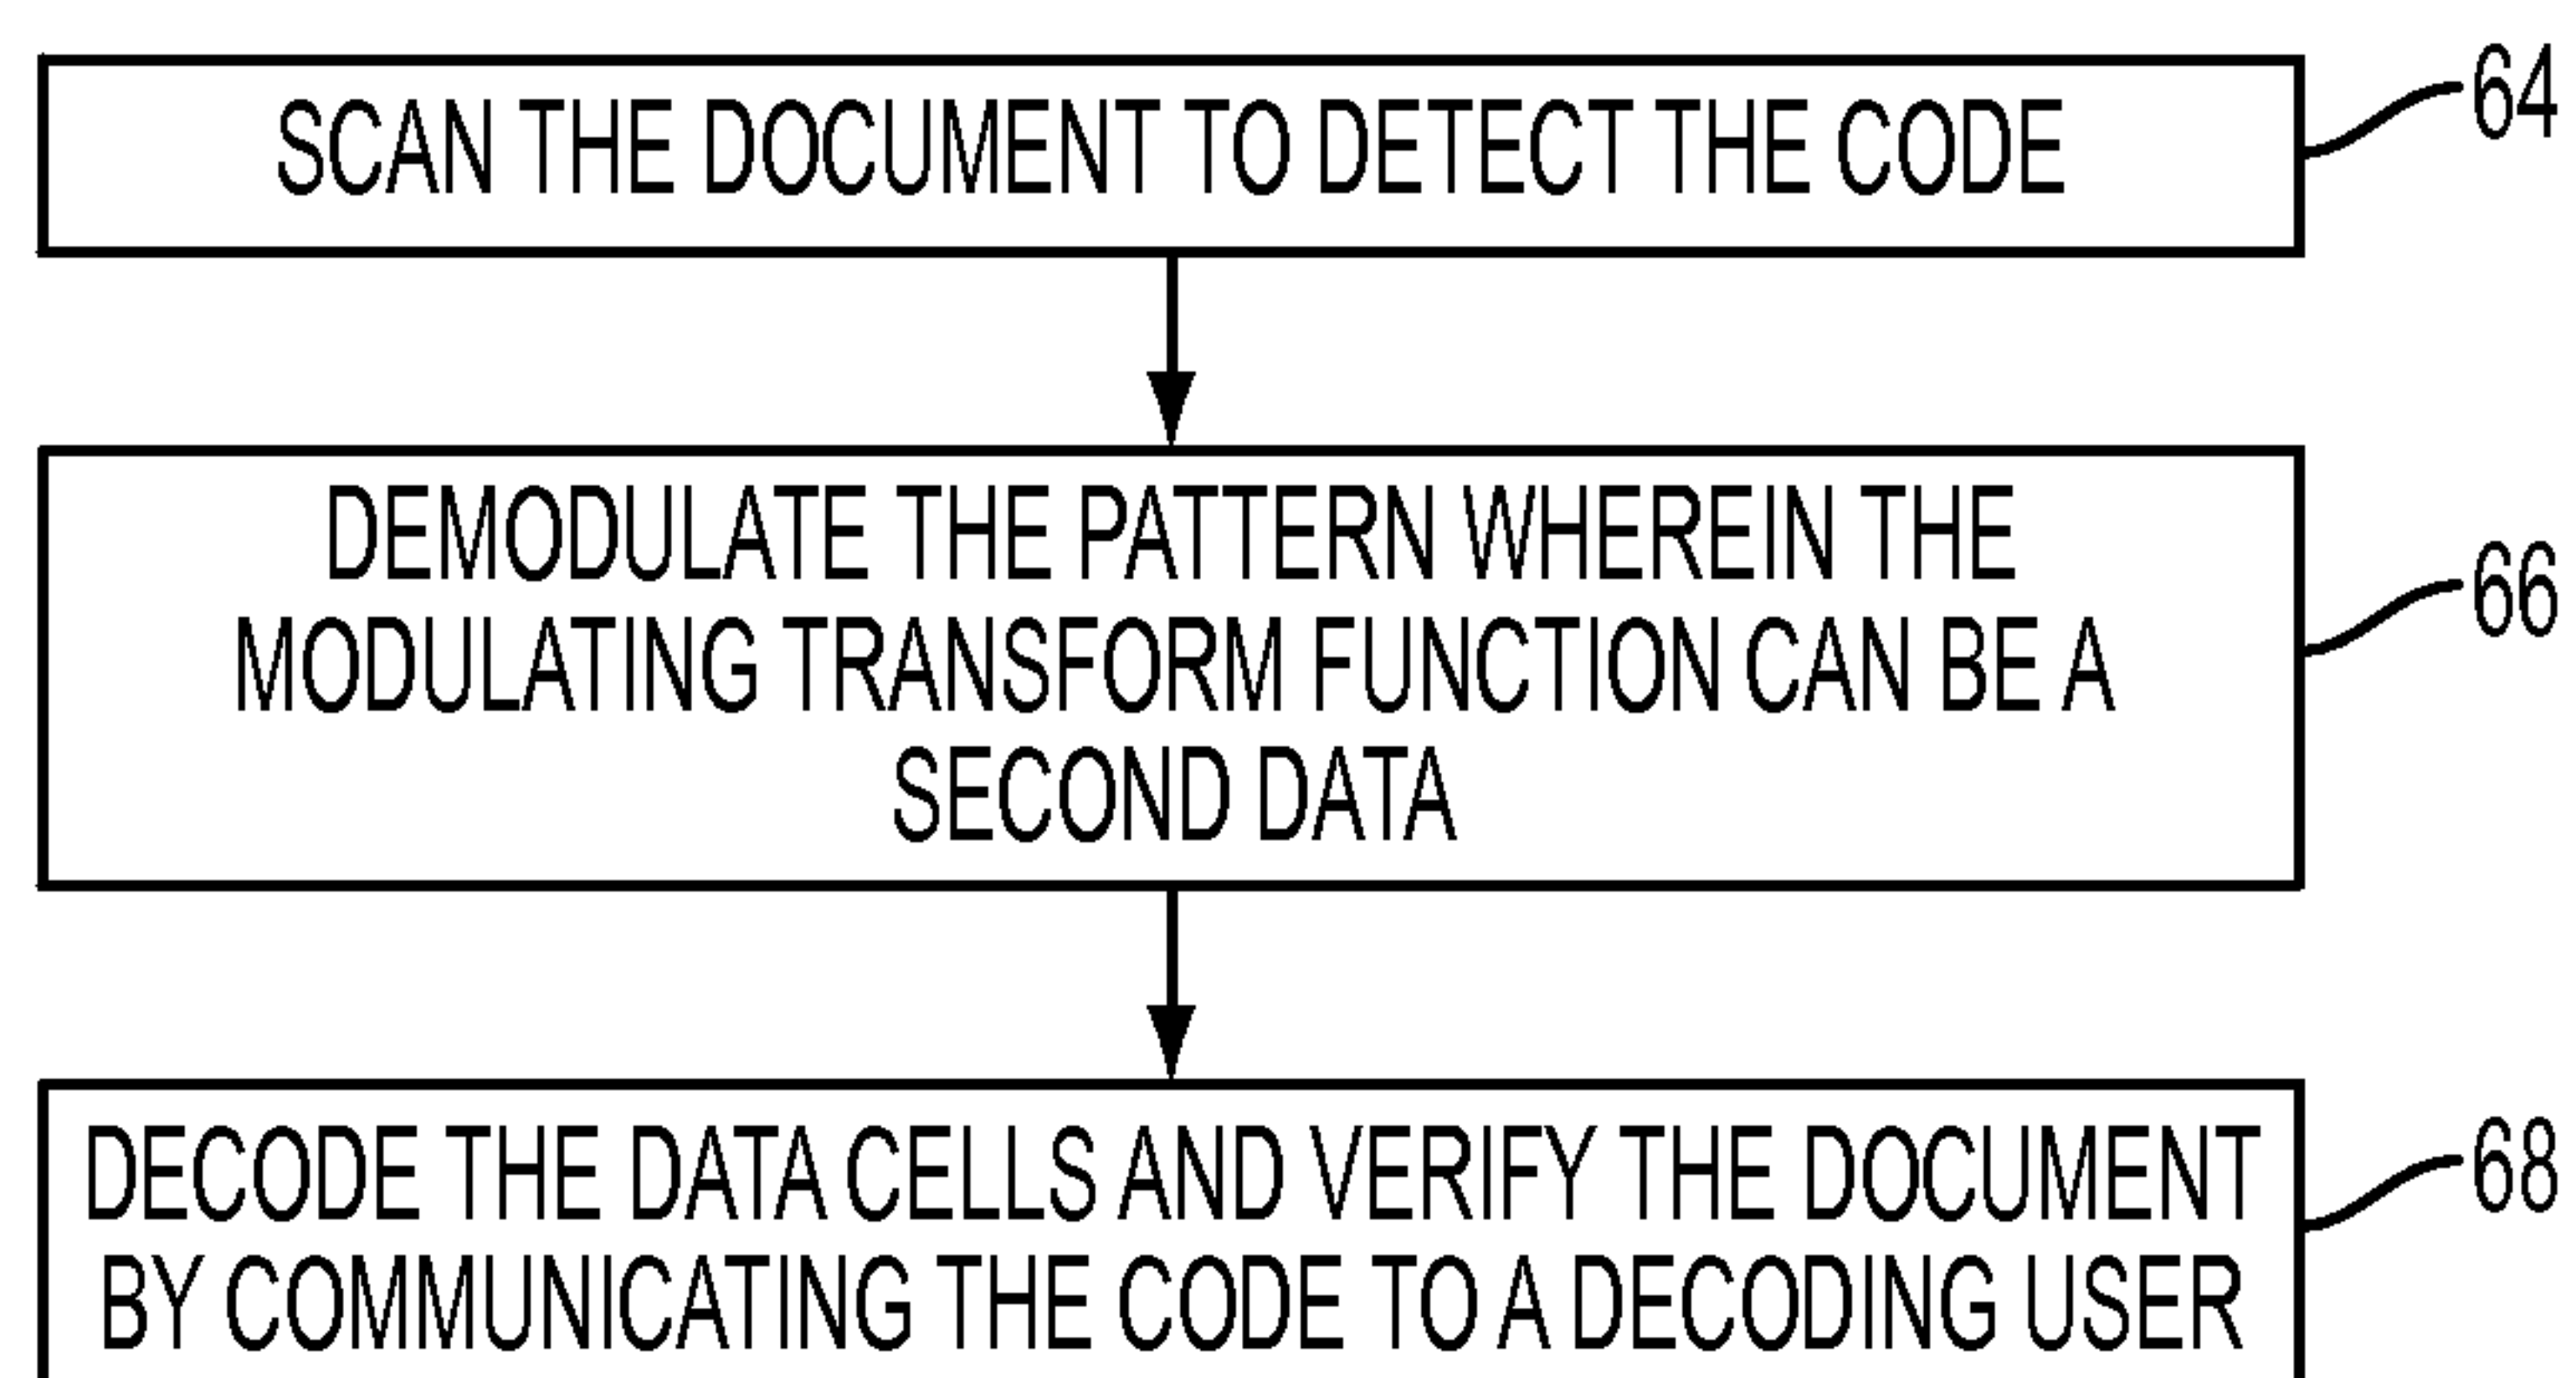 SCAN THE DOCUMENT TO DETECT THE CODE
64
DEMODULATE THE PATTERN WHEREIN THE
MODULATING TRANSFORM FUNCTION CAN BE A
SECOND DATA
66
DECODE THE DATA CELLS AND VERIFY THE DOCUMENT
BY COMMUNICATING THE CODE TO A DECODING USER
68